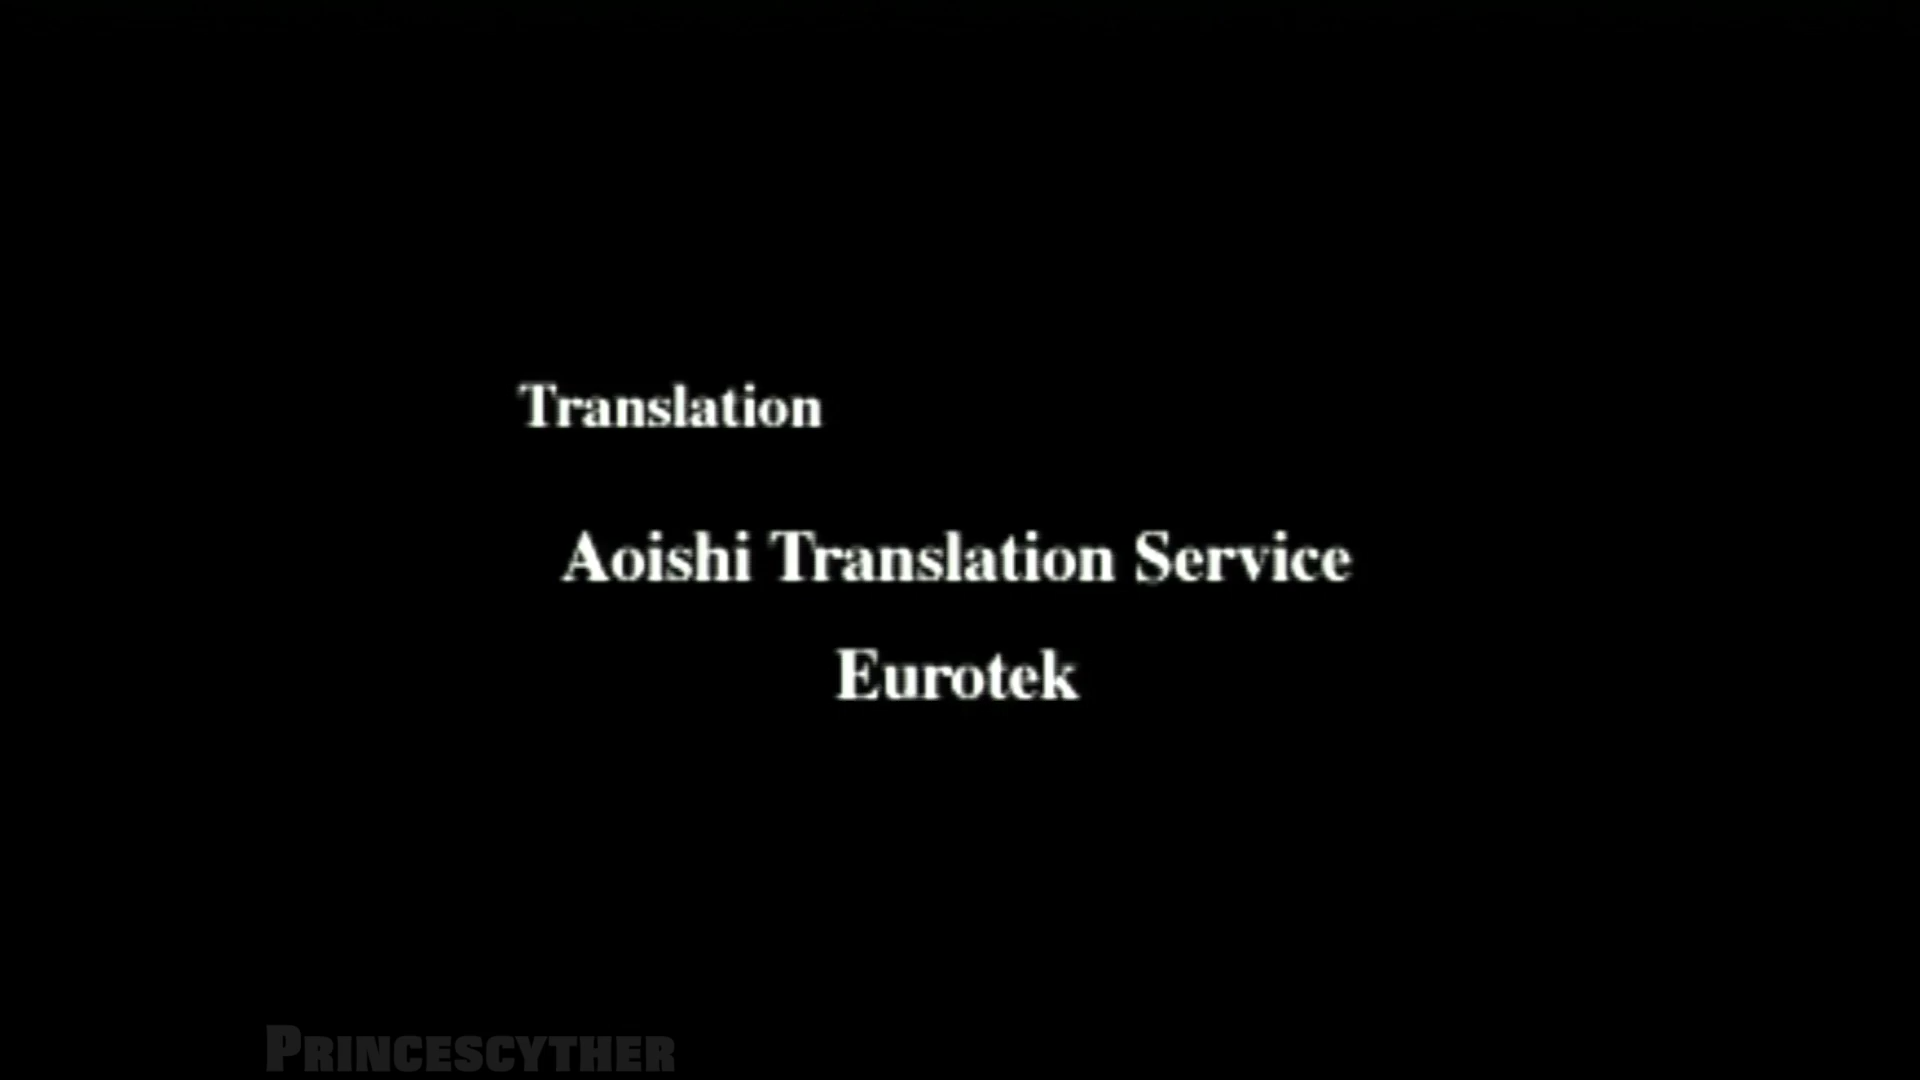 Translation
Aoishi Translation Service
Eurotek
PRINCESCYTHER